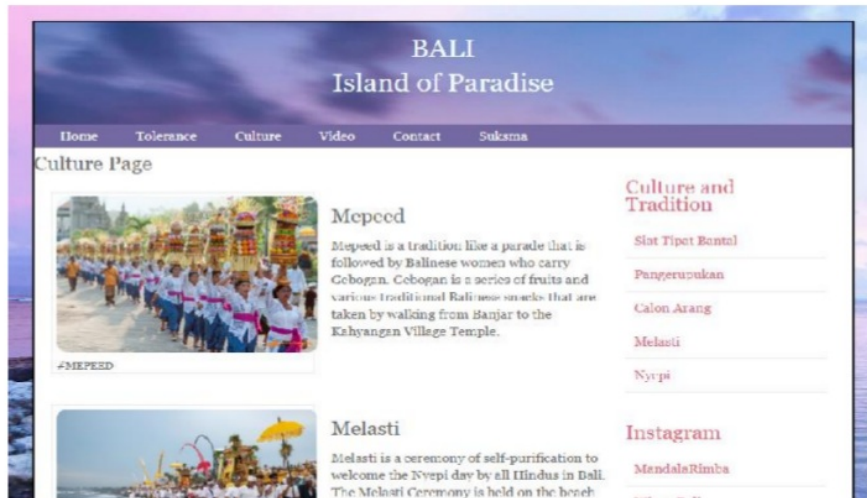 BALI
Island of Paradise
Home Tolerance Culture Video Contact Suksma
Culture Page
Mepeed
Mepeed is a tradition like a parade that is
followed by Balinese women who carry
Gebogan. Gebogan is a series of fruits and
various traditional Balinese snacks that are
taken by walking from Banjar to the
Kahyangan Village Temple.
#MEPEED
Melasti
Melasti is a ceremony of self-purification to
welcome the Nyepi day by all Hindus in Bali.
The Melasti Ceremony is held on the beach
Culture and
Tradition
Siat Tipat Bantal
Pangerupukan
Calon Arang
Melasti
Nyepi
Instagram
MandalaRimba